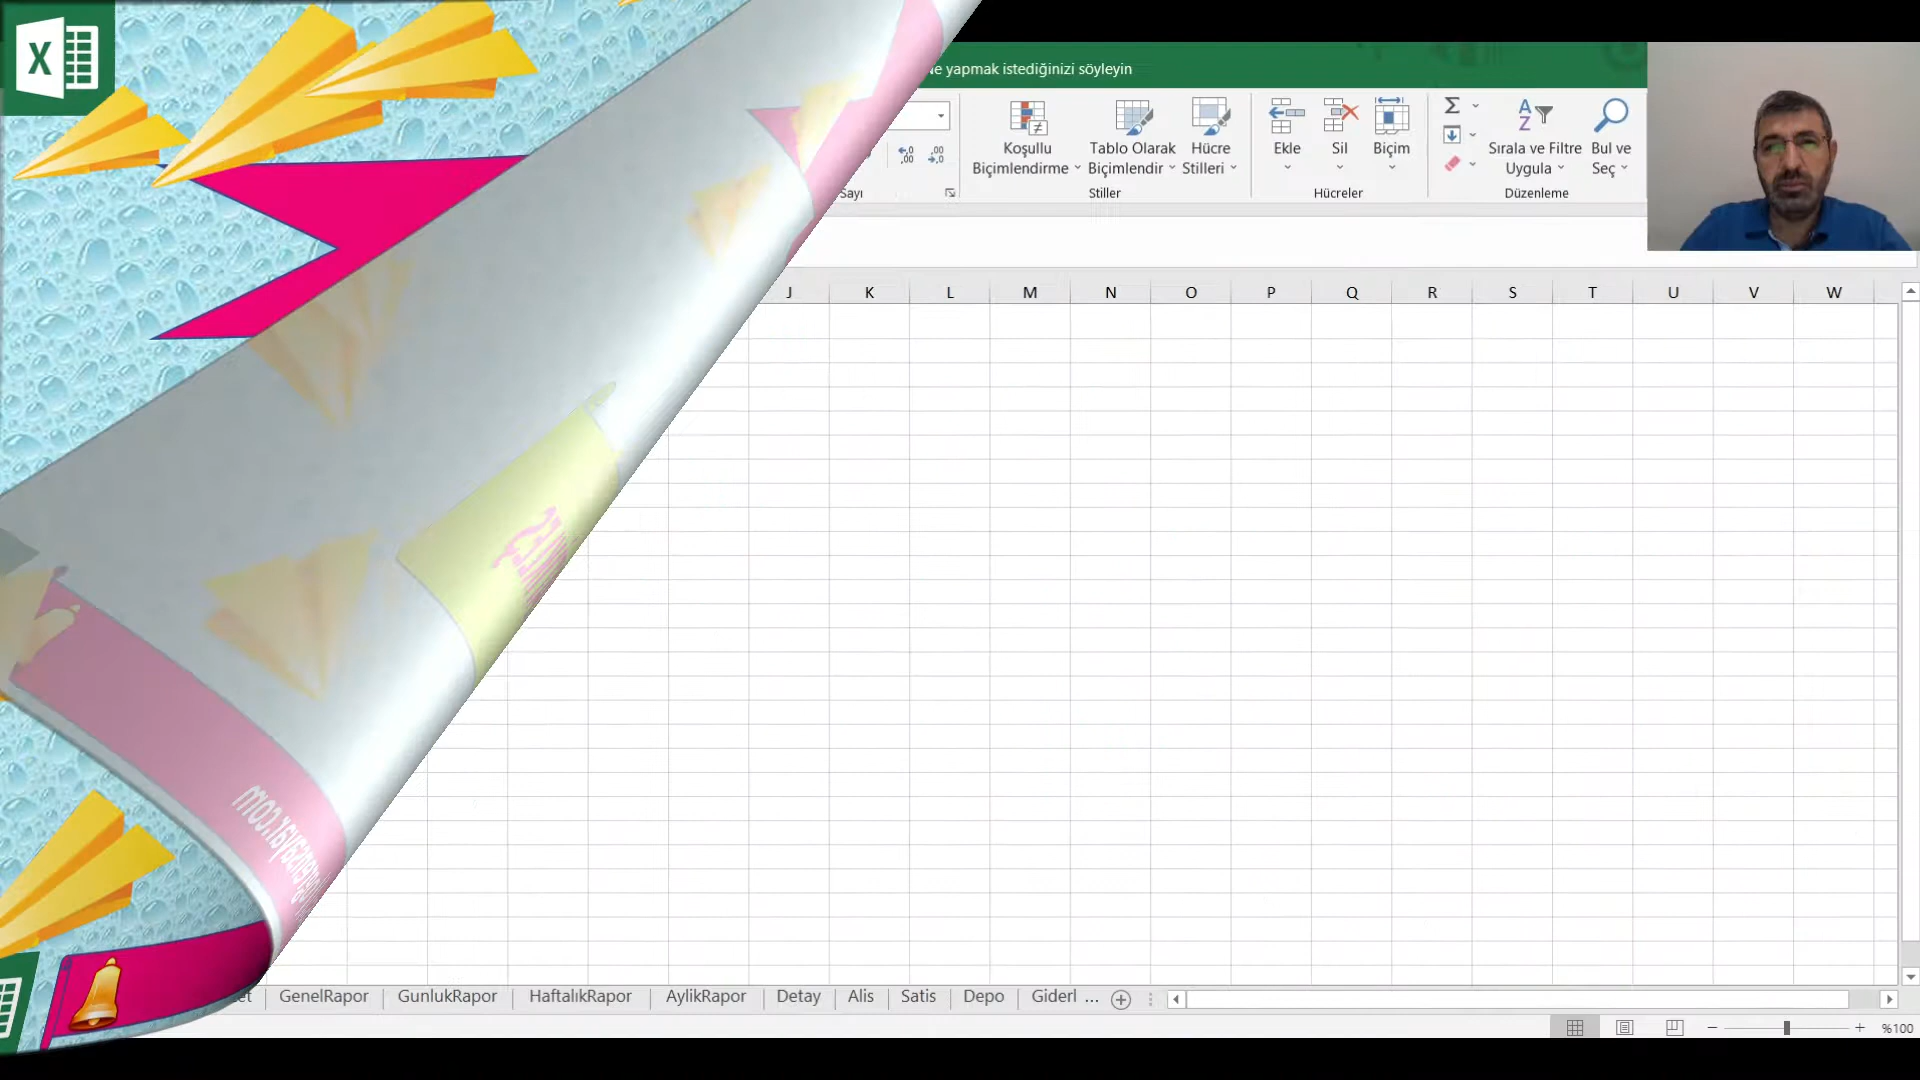 X
Ne yapmak istediğinizi söyleyin
Koşullu Biçimlendirme
Tablo Olarak Biçimlendir
Hücre Stilleri
Ekle
Sil
Biçim
Sırala ve Filtre Uygula
Bul ve Seç
Sayı
Stiller
Hücreler
Düzenleme
J K L M N O P Q R S T U V W
GenelRapor GunlukRapor HaftalıkRapor AylikRapor Detay Alis Satis Depo Giderl ...
%100